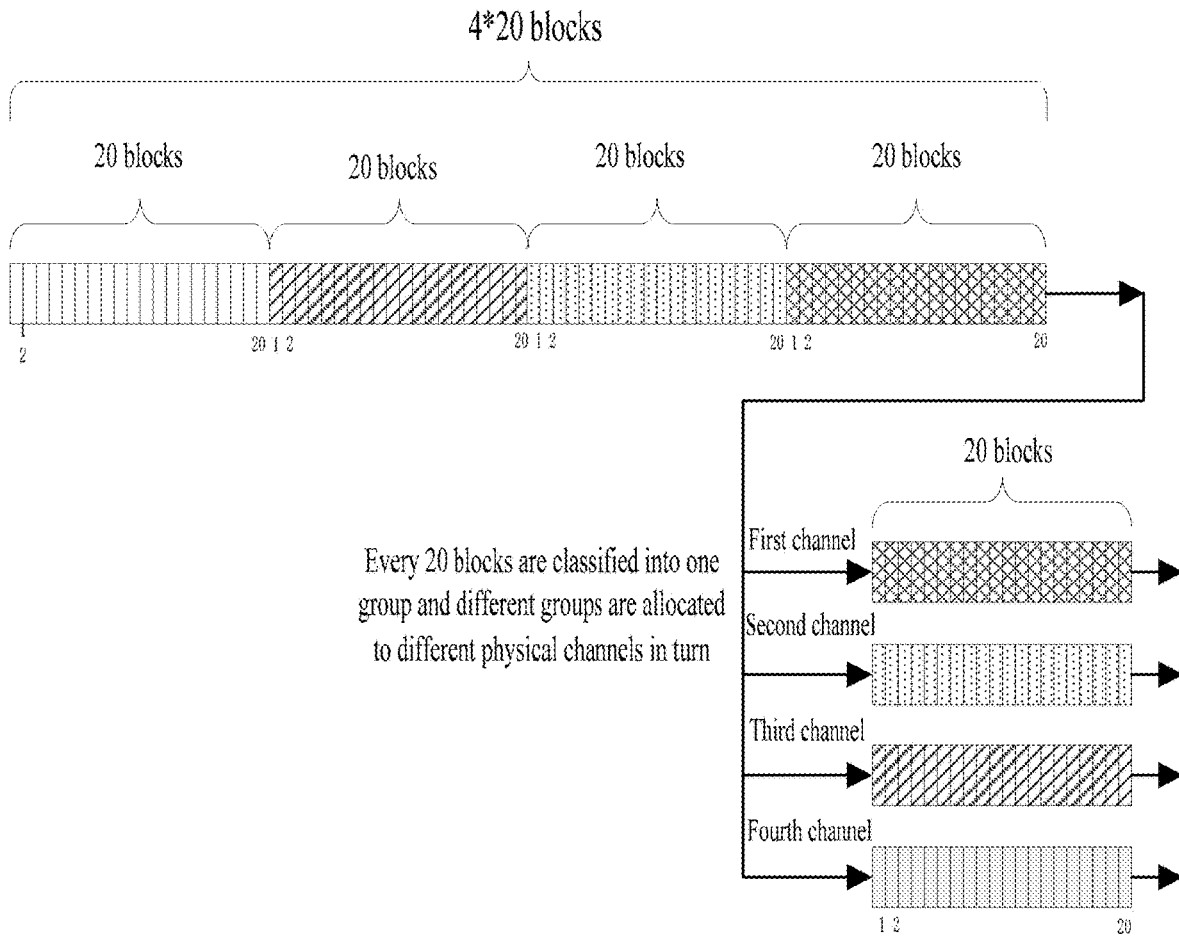 4*20 blocks
20 blocks
20 blocks
20 blocks
20 blocks
1
2
20 1 2
20 1 2
20 1 2
20
20 blocks
First channel
Every 20 blocks are classified into one
group and different groups are allocated
to different physical channels in turn
Second channel
Third channel
Fourth channel
1 2
20